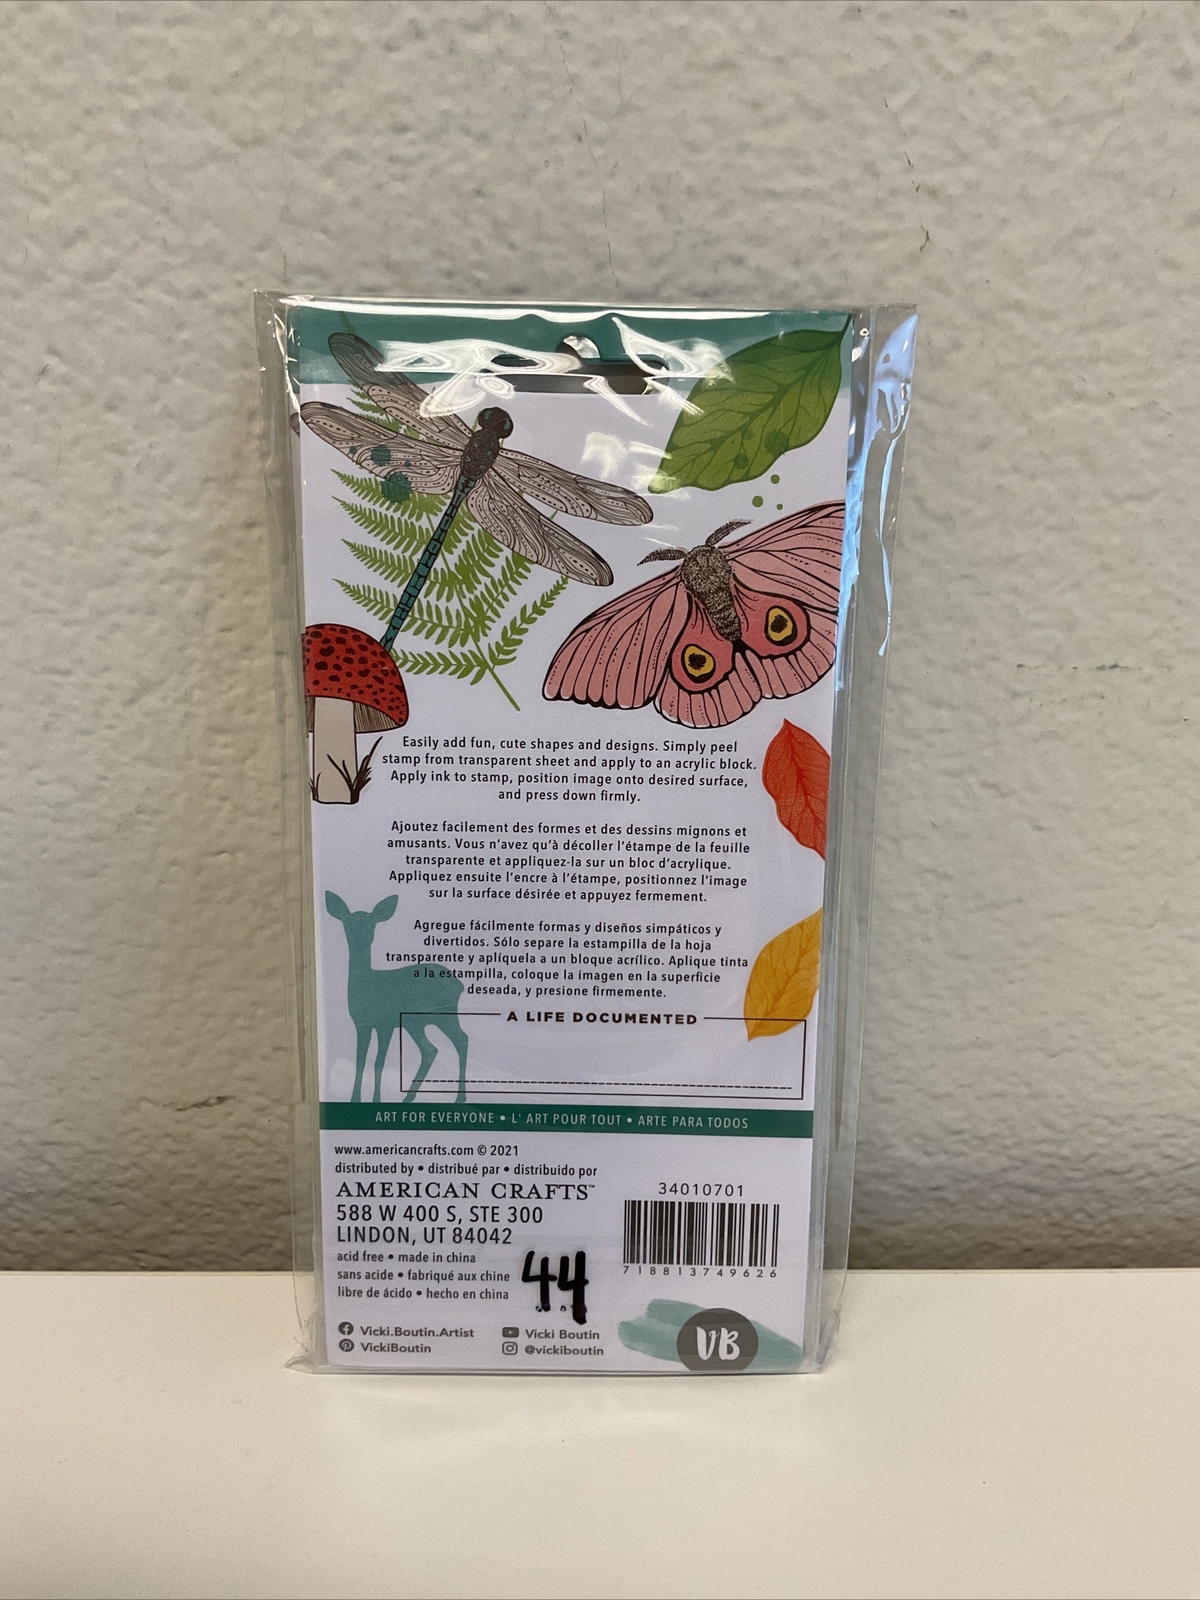 Easily add fun, cute shapes and designs. Simply peel
stamp from transparent sheet and apply to an acrylic block.
Apply ink to stamp, position image onto desired surface,
and press down firmly.
Ajoutez facilement des formes et des dessins mignons et
amusants. Vous n'avez qu'à décoller l'étampe de la feuille
transparente et appliquez-la sur un bloc d'acrylique.
Appliquez ensuite l'encre à l'étampe, positionnez l'image
sur la surface désirée et appuyez fermement.
Agregue fácilmente formas y diseños simpáticos y
divertidos. Sólo separe la estampilla de la hoja
transparente y aplíquela a un bloque acrílico. Aplique tinta
a la estampilla, coloque la imagen en la superficie
deseada, y presione firmemente.
A LIFE DOCUMENTED
ART FOR EVERYONE • L' ART POUR TOUT • ARTE PARA TODOS
www.americancrafts.com © 2021
distributed by • distribué par • distribuido por
AMERICAN CRAFTS™
588 W 400 S, STE 300
LINDON, UT 84042
acid free • made in china
sans acide • fabriqué aux chine
libre de ácido • hecho en china
44
34010701
7 18813 74962 6
Vicki.Boutin.Artist
VickiBoutin
Vicki Boutin
@vickiboutin
VB